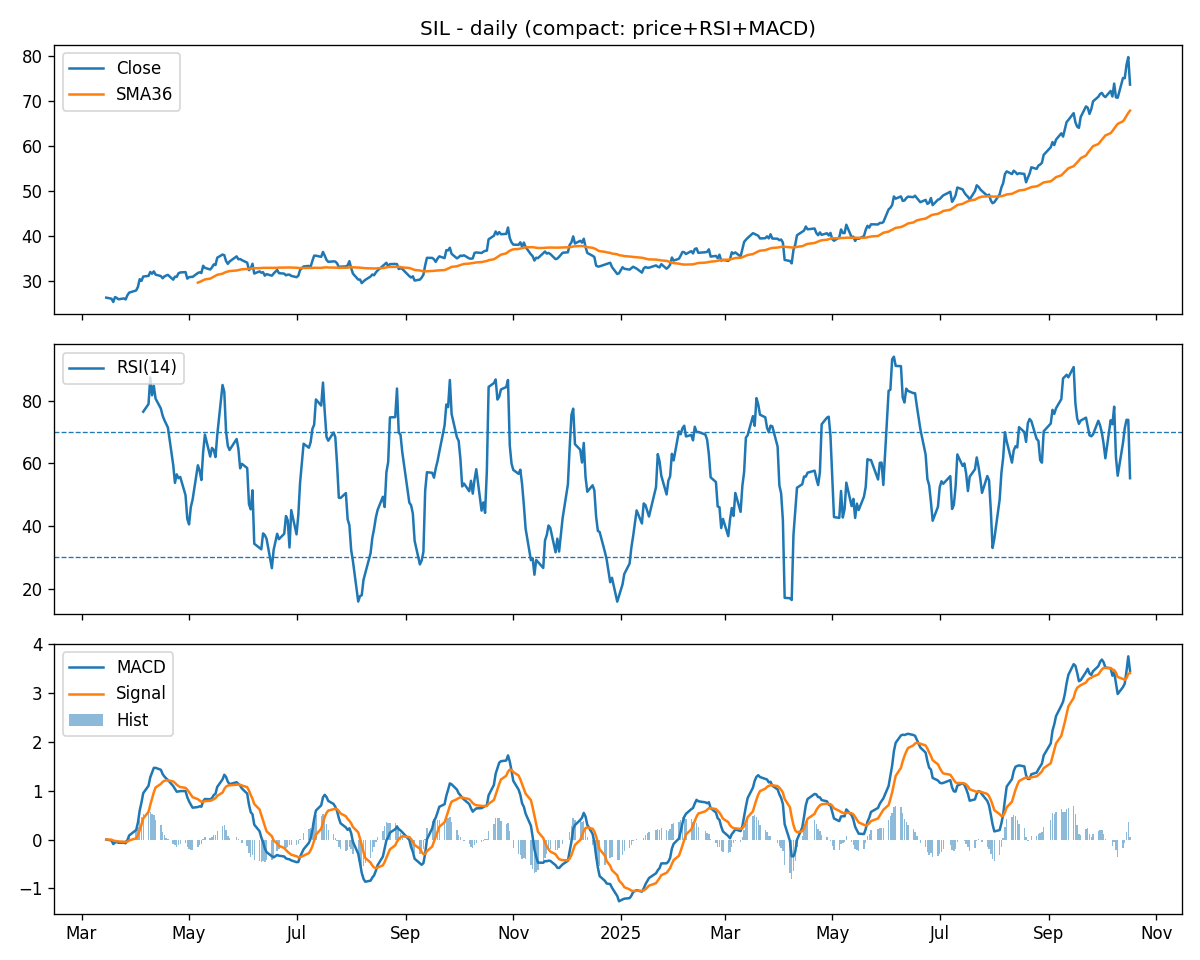 SIL - daily (compact: price+RSI+MACD)
80
70
60
50
40
30
Close
SMA36
80
60
40
20
RSI(14)
4
3
2
1
0
−1
MACD
Signal
Hist
Mar May Jul Sep Nov 2025 Mar May Jul Sep Nov